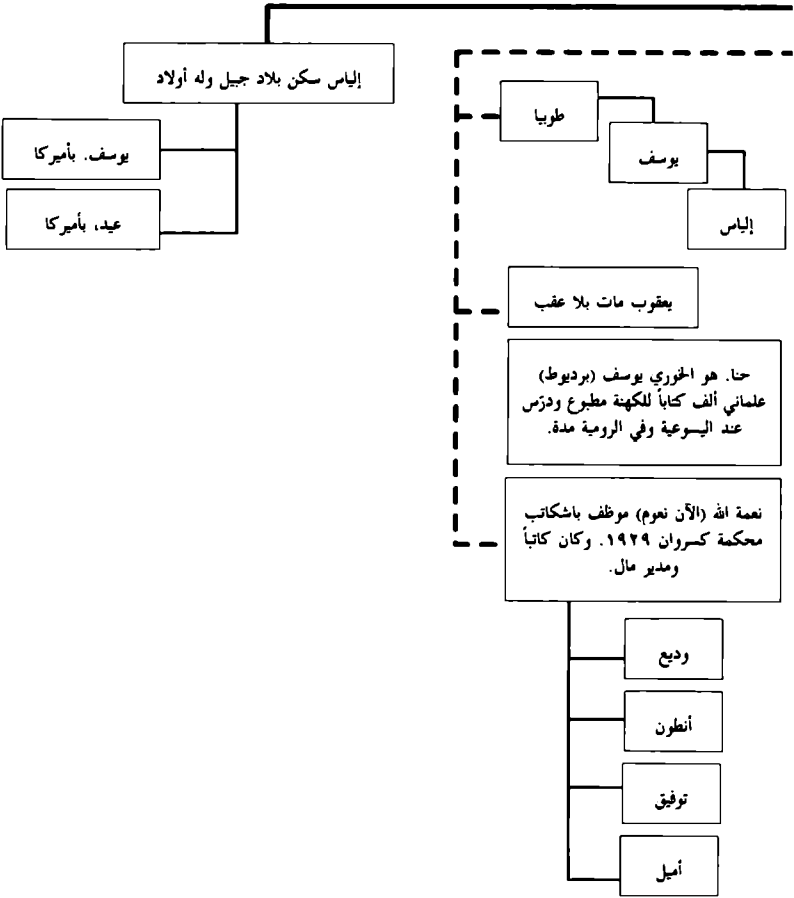 إلياس سكن بلاد جبيل وله أولاد
يوسف. بأميركا
عيد، بأميركا
طوبيا
يوسف
إلياس
يعقوب مات بلا عقب
حنا. هو الخوري يوسف (برديوط)
علماني ألف كتاباً للكهنة مطبوع ودرّس
عند اليسوعية وفي الرومية مدة.
نعمة الله (الآن نعوم) موظف باشكاتب
محكمة كسروان ١٩٢٩. وكان كاتباً
ومدير مال.
وديع
أنطون
توفيق
أميل